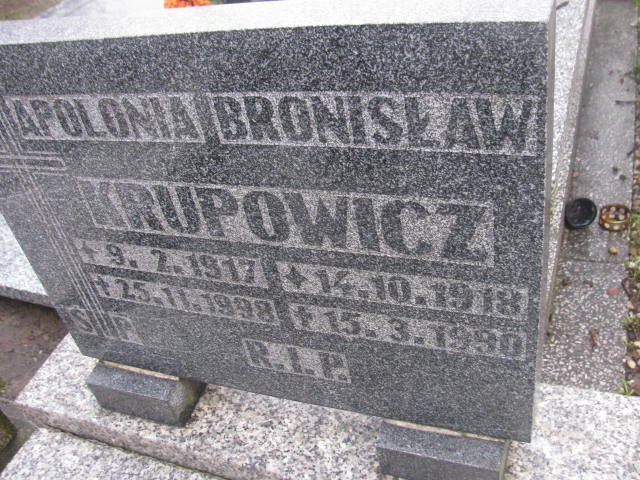 APOLONIA BRONISŁAW
KRUPOWICZ
9. 2. 1917 14. 10. 1918
25. 11. 1998 15. 3. 1990
Ś P
R. I. P.